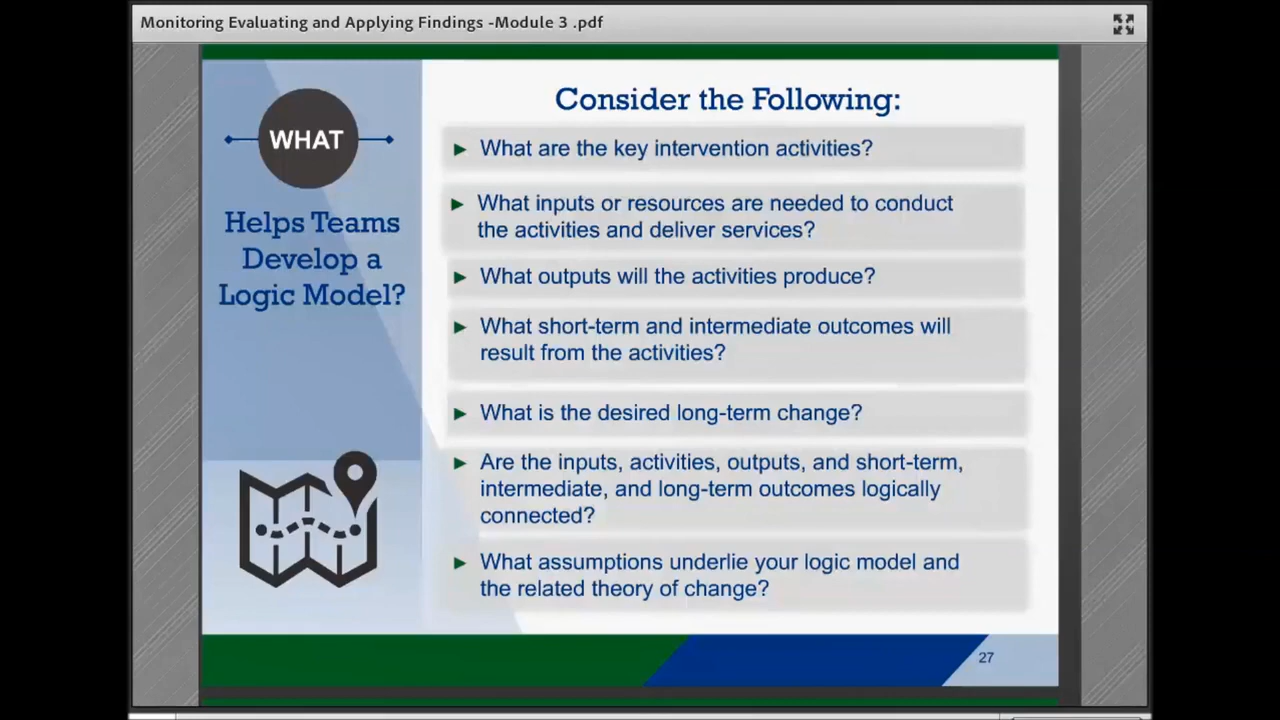 Monitoring Evaluating and Applying Findings -Module 3 .pdf
WHAT
Helps Teams
Develop a
Logic Model?
Consider the Following:
What are the key intervention activities?
What inputs or resources are needed to conduct
the activities and deliver services?
What outputs will the activities produce?
What short-term and intermediate outcomes will
result from the activities?
What is the desired long-term change?
Are the inputs, activities, outputs, and short-term,
intermediate, and long-term outcomes logically
connected?
What assumptions underlie your logic model and
the related theory of change?
27